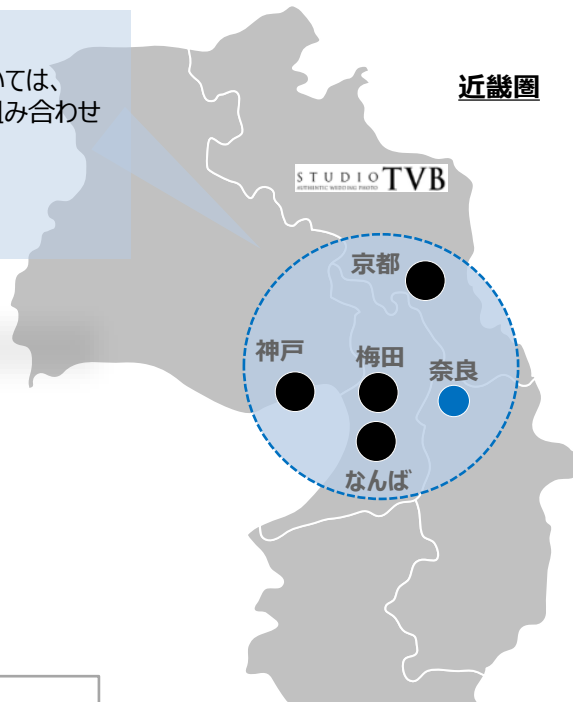 いては、
組み合わせ
近畿圏
STUDIO TVB
AUTHENTIC WEDDING PHOTO
京都
神戸
梅田
奈良
なんば